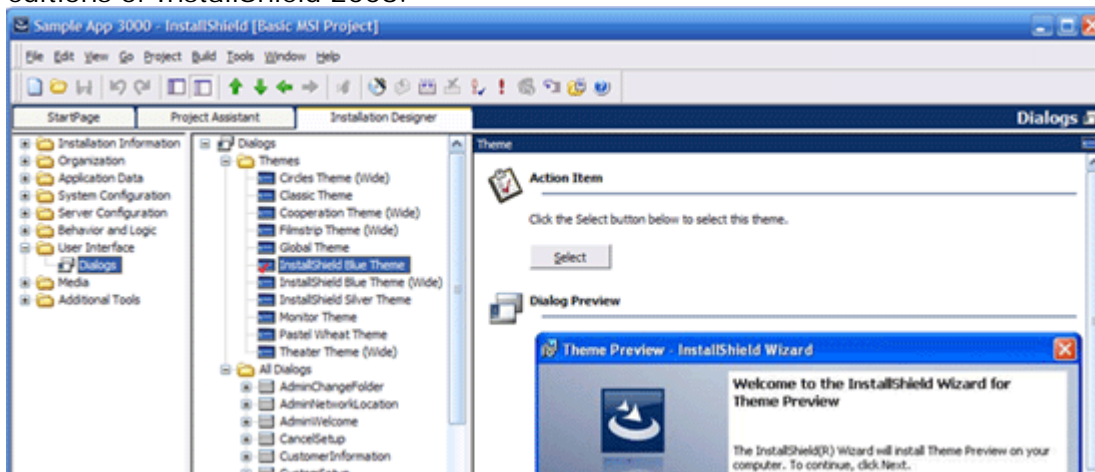 editions of InstallShield 2008.
Sample App 3000 - InstallShield [Basic MSI Project]
File Edit View Go Project Build Tools Window Help
StartPage Project Assistant Installation Designer Dialogs
Installation Information
Organization
Application Data
System Configuration
Server Configuration
Behavior and Logic
User Interface
Dialogs
Media
Additional Tools
Dialogs
Themes
Circles Theme (Wide)
Classic Theme
Cooperation Theme (Wide)
Filmstrip Theme (Wide)
Global Theme
InstallShield Blue Theme
InstallShield Blue Theme (Wide)
InstallShield Silver Theme
Monitor Theme
Pastel Wheat Theme
Theater Theme (Wide)
All Dialogs
AdminChangeFolder
AdminNetworkLocation
AdminWelcome
CancelSetup
CustomerInformation
Theme
Action Item
Click the Select button below to select this theme.
Select
Dialog Preview
Theme Preview - InstallShield Wizard
Welcome to the InstallShield Wizard for
Theme Preview
The InstallShield(R) Wizard will install Theme Preview on your
computer. To continue, click Next.